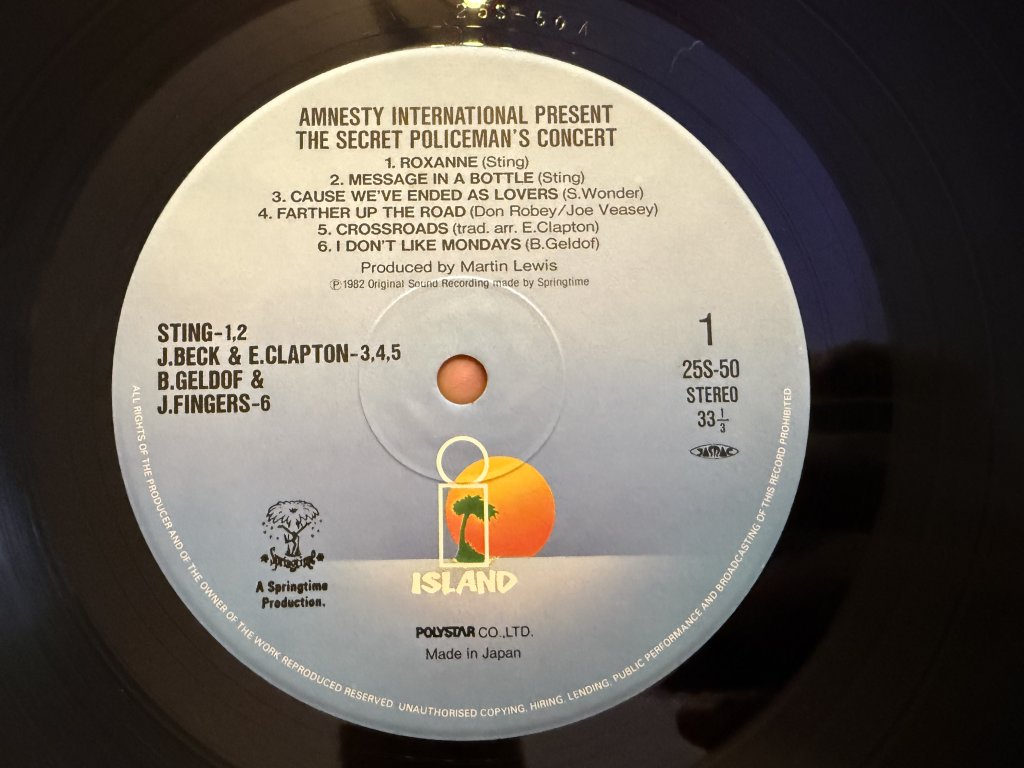 25S-50 A
AMNESTY INTERNATIONAL PRESENT
THE SECRET POLICEMAN'S CONCERT
1. ROXANNE (Sting)
2. MESSAGE IN A BOTTLE (Sting)
3. CAUSE WE'VE ENDED AS LOVERS (S.Wonder)
4. FARTHER UP THE ROAD (Don Robey/Joe Veasey)
5. CROSSROADS (trad. arr. E.Clapton)
6. I DON'T LIKE MONDAYS (B.Geldof)
Produced by Martin Lewis
Ⓟ1982 Original Sound Recording made by Springtime
STING-1,2
J.BECK & E.CLAPTON-3,4,5
B.GELDOF &
J.FINGERS-6
1
25S-50
STEREO
33 1/3
JASRAC
Springtime
A Springtime
Production.
ISLAND
POLYSTAR CO.,LTD.
Made in Japan
ALL RIGHTS OF THE PRODUCER AND OF THE OWNER OF THE WORK REPRODUCED RESERVED. UNAUTHORISED COPYING, HIRING, LENDING, PUBLIC PERFORMANCE AND BROADCASTING OF THIS RECORD PROHIBITED